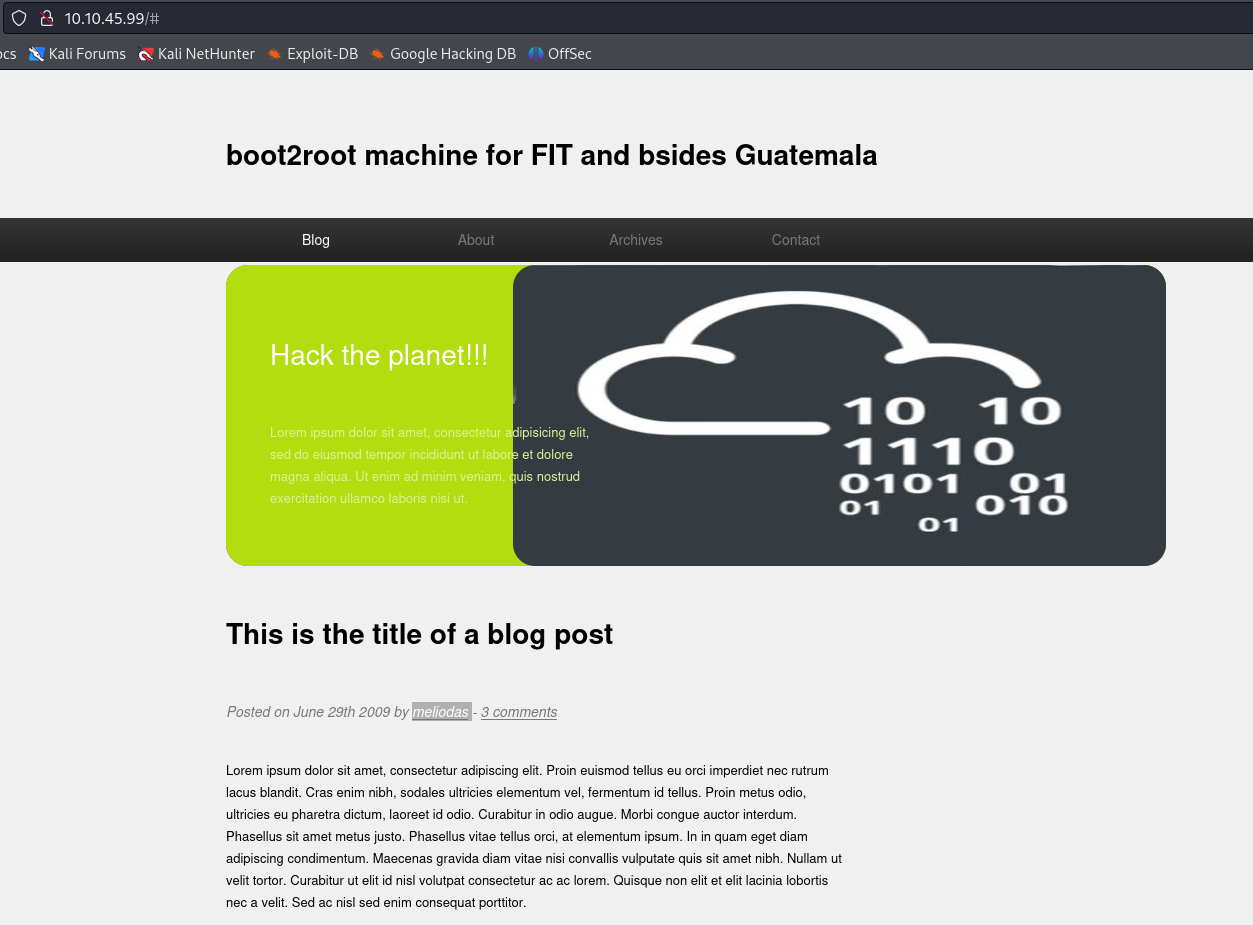 10.10.45.99/#
ocs Kali Forums Kali NetHunter Exploit-DB Google Hacking DB OffSec
boot2root machine for FIT and bsides Guatemala
Blog About Archives Contact
Hack the planet!!!
Lorem ipsum dolor sit amet, consectetur adipisicing elit,
sed do eiusmod tempor incididunt ut labore et dolore
magna aliqua. Ut enim ad minim veniam, quis nostrud
exercitation ullamco laboris nisi ut.
10 10
1110
0101 01
01 010
01
This is the title of a blog post
Posted on June 29th 2009 by meliodas - 3 comments
Lorem ipsum dolor sit amet, consectetur adipiscing elit. Proin euismod tellus eu orci imperdiet nec rutrum
lacus blandit. Cras enim nibh, sodales ultricies elementum vel, fermentum id tellus. Proin metus odio,
ultricies eu pharetra dictum, laoreet id odio. Curabitur in odio augue. Morbi congue auctor interdum.
Phasellus sit amet metus justo. Phasellus vitae tellus orci, at elementum ipsum. In in quam eget diam
adipiscing condimentum. Maecenas gravida diam vitae nisi convallis vulputate quis sit amet nibh. Nullam ut
velit tortor. Curabitur ut elit id nisl volutpat consectetur ac ac lorem. Quisque non elit et elit lacinia lobortis
nec a velit. Sed ac nisl sed enim consequat porttitor.